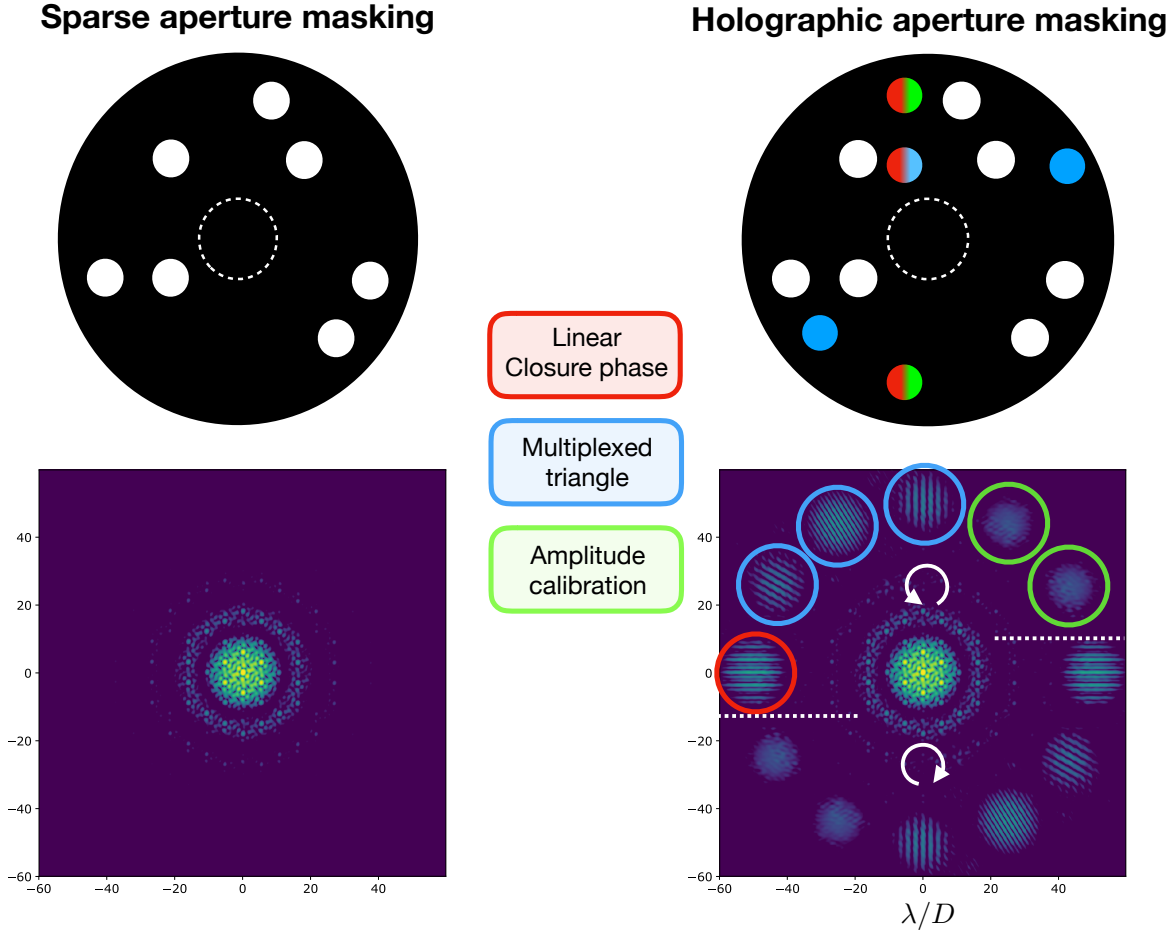 Sparse aperture masking
Holographic aperture masking
Linear
Closure phase
Multiplexed
triangle
Amplitude
calibration
40
20
0
−20
−40
−60
−60
−40
−20
0
20
40
40
20
0
−20
−40
−60
−60
−40
−20
0
20
40
λ/D